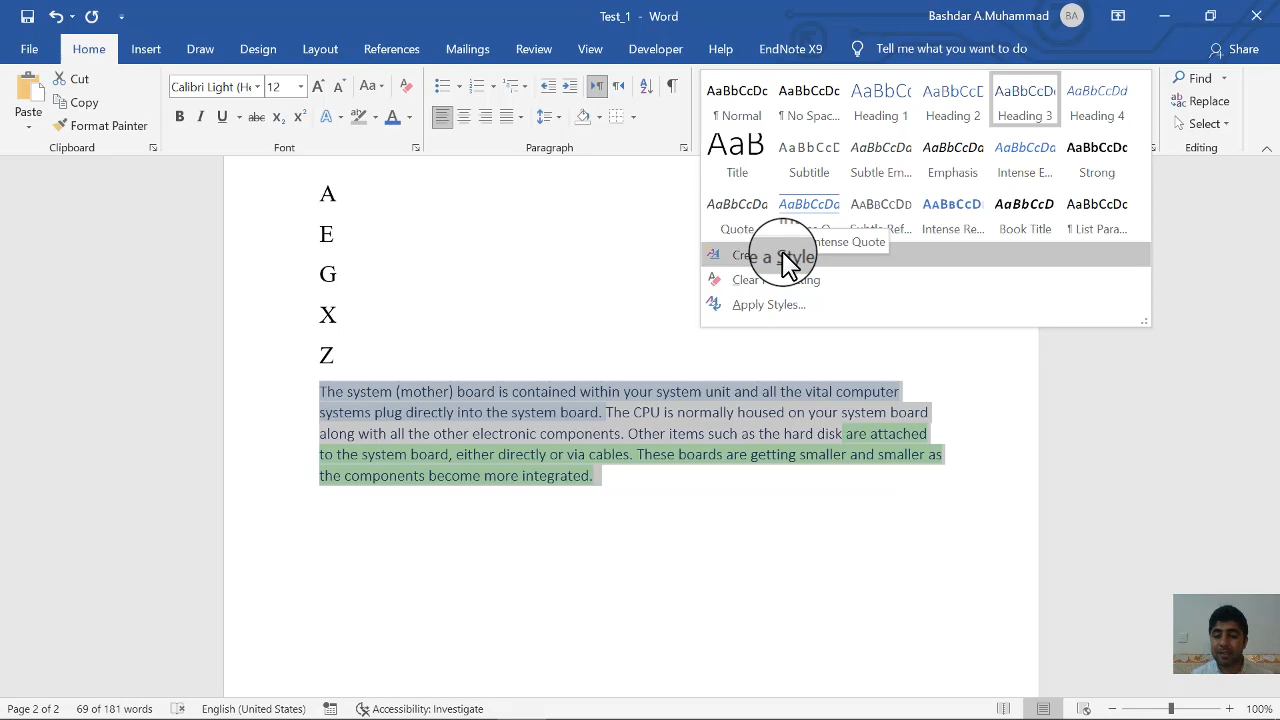 Test_1 - Word
Bashdar A.Muhammad BA
File Home Insert Draw Design Layout References Mailings Review View Developer Help EndNote X9 Tell me what you want to do Share
Paste
Cut
Copy
Format Painter
Clipboard
Calibri Light (He 12 Aa
B I U abc X2 X2 A A
Font
Paragraph
AaBbCcDc AaBbCcDc AaBbCc AaBbCcE AaBbCcDc AaBbCcDd
¶ Normal ¶ No Spac... Heading 1 Heading 2 Heading 3 Heading 4
AaB AaBbCcD AaBbCcDa AaBbCcDa AaBbCcDa AaBbCcDc
Title Subtitle Subtle Em... Emphasis Intense E... Strong
AaBbCcDa AaBbCcDa AaBbCcDd AaBbCcD AaBbCcD AaBbCcDc
Quote Subtle Ref... Intense Re... Book Title ¶ List Para...
Intense Quote
e a Style
Apply Styles...
Find
Replace
Select
Editing
A
E
G
X
Z
The system (mother) board is contained within your system unit and all the vital computer
systems plug directly into the system board. The CPU is normally housed on your system board
along with all the other electronic components. Other items such as the hard disk are attached
to the system board, either directly or via cables. These boards are getting smaller and smaller as
the components become more integrated.
Page 2 of 2 69 of 181 words English (United States) Accessibility: Investigate 100%